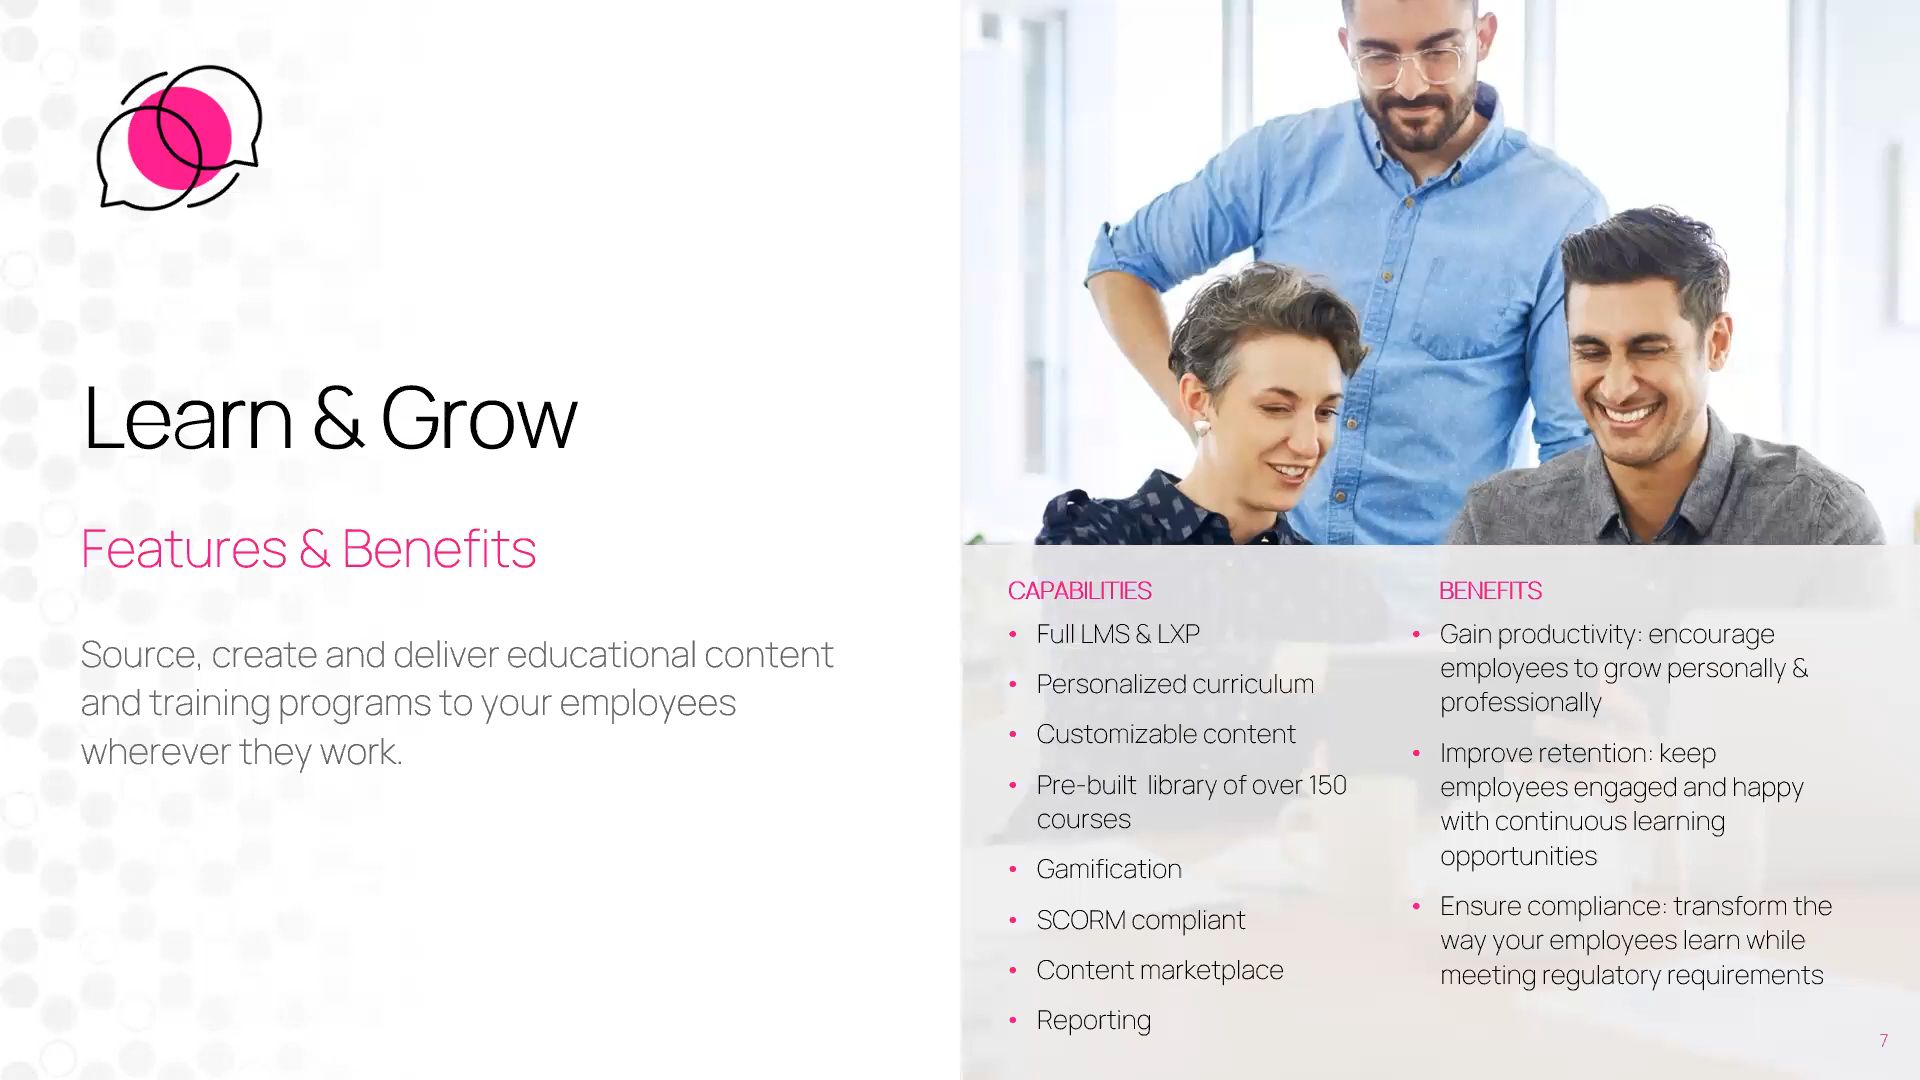 Learn & Grow
Features & Benefits
Source, create and deliver educational content
and training programs to your employees
wherever they work.
CAPABILITIES
• Full LMS & LXP
• Personalized curriculum
• Customizable content
• Pre-built  library of over 150
courses
• Gamification
• SCORM compliant
• Content marketplace
• Reporting
BENEFITS
• Gain productivity: encourage
employees to grow personally &
professionally
• Improve retention: keep
employees engaged and happy
with continuous learning
opportunities
• Ensure compliance: transform the
way your employees learn while
meeting regulatory requirements
7